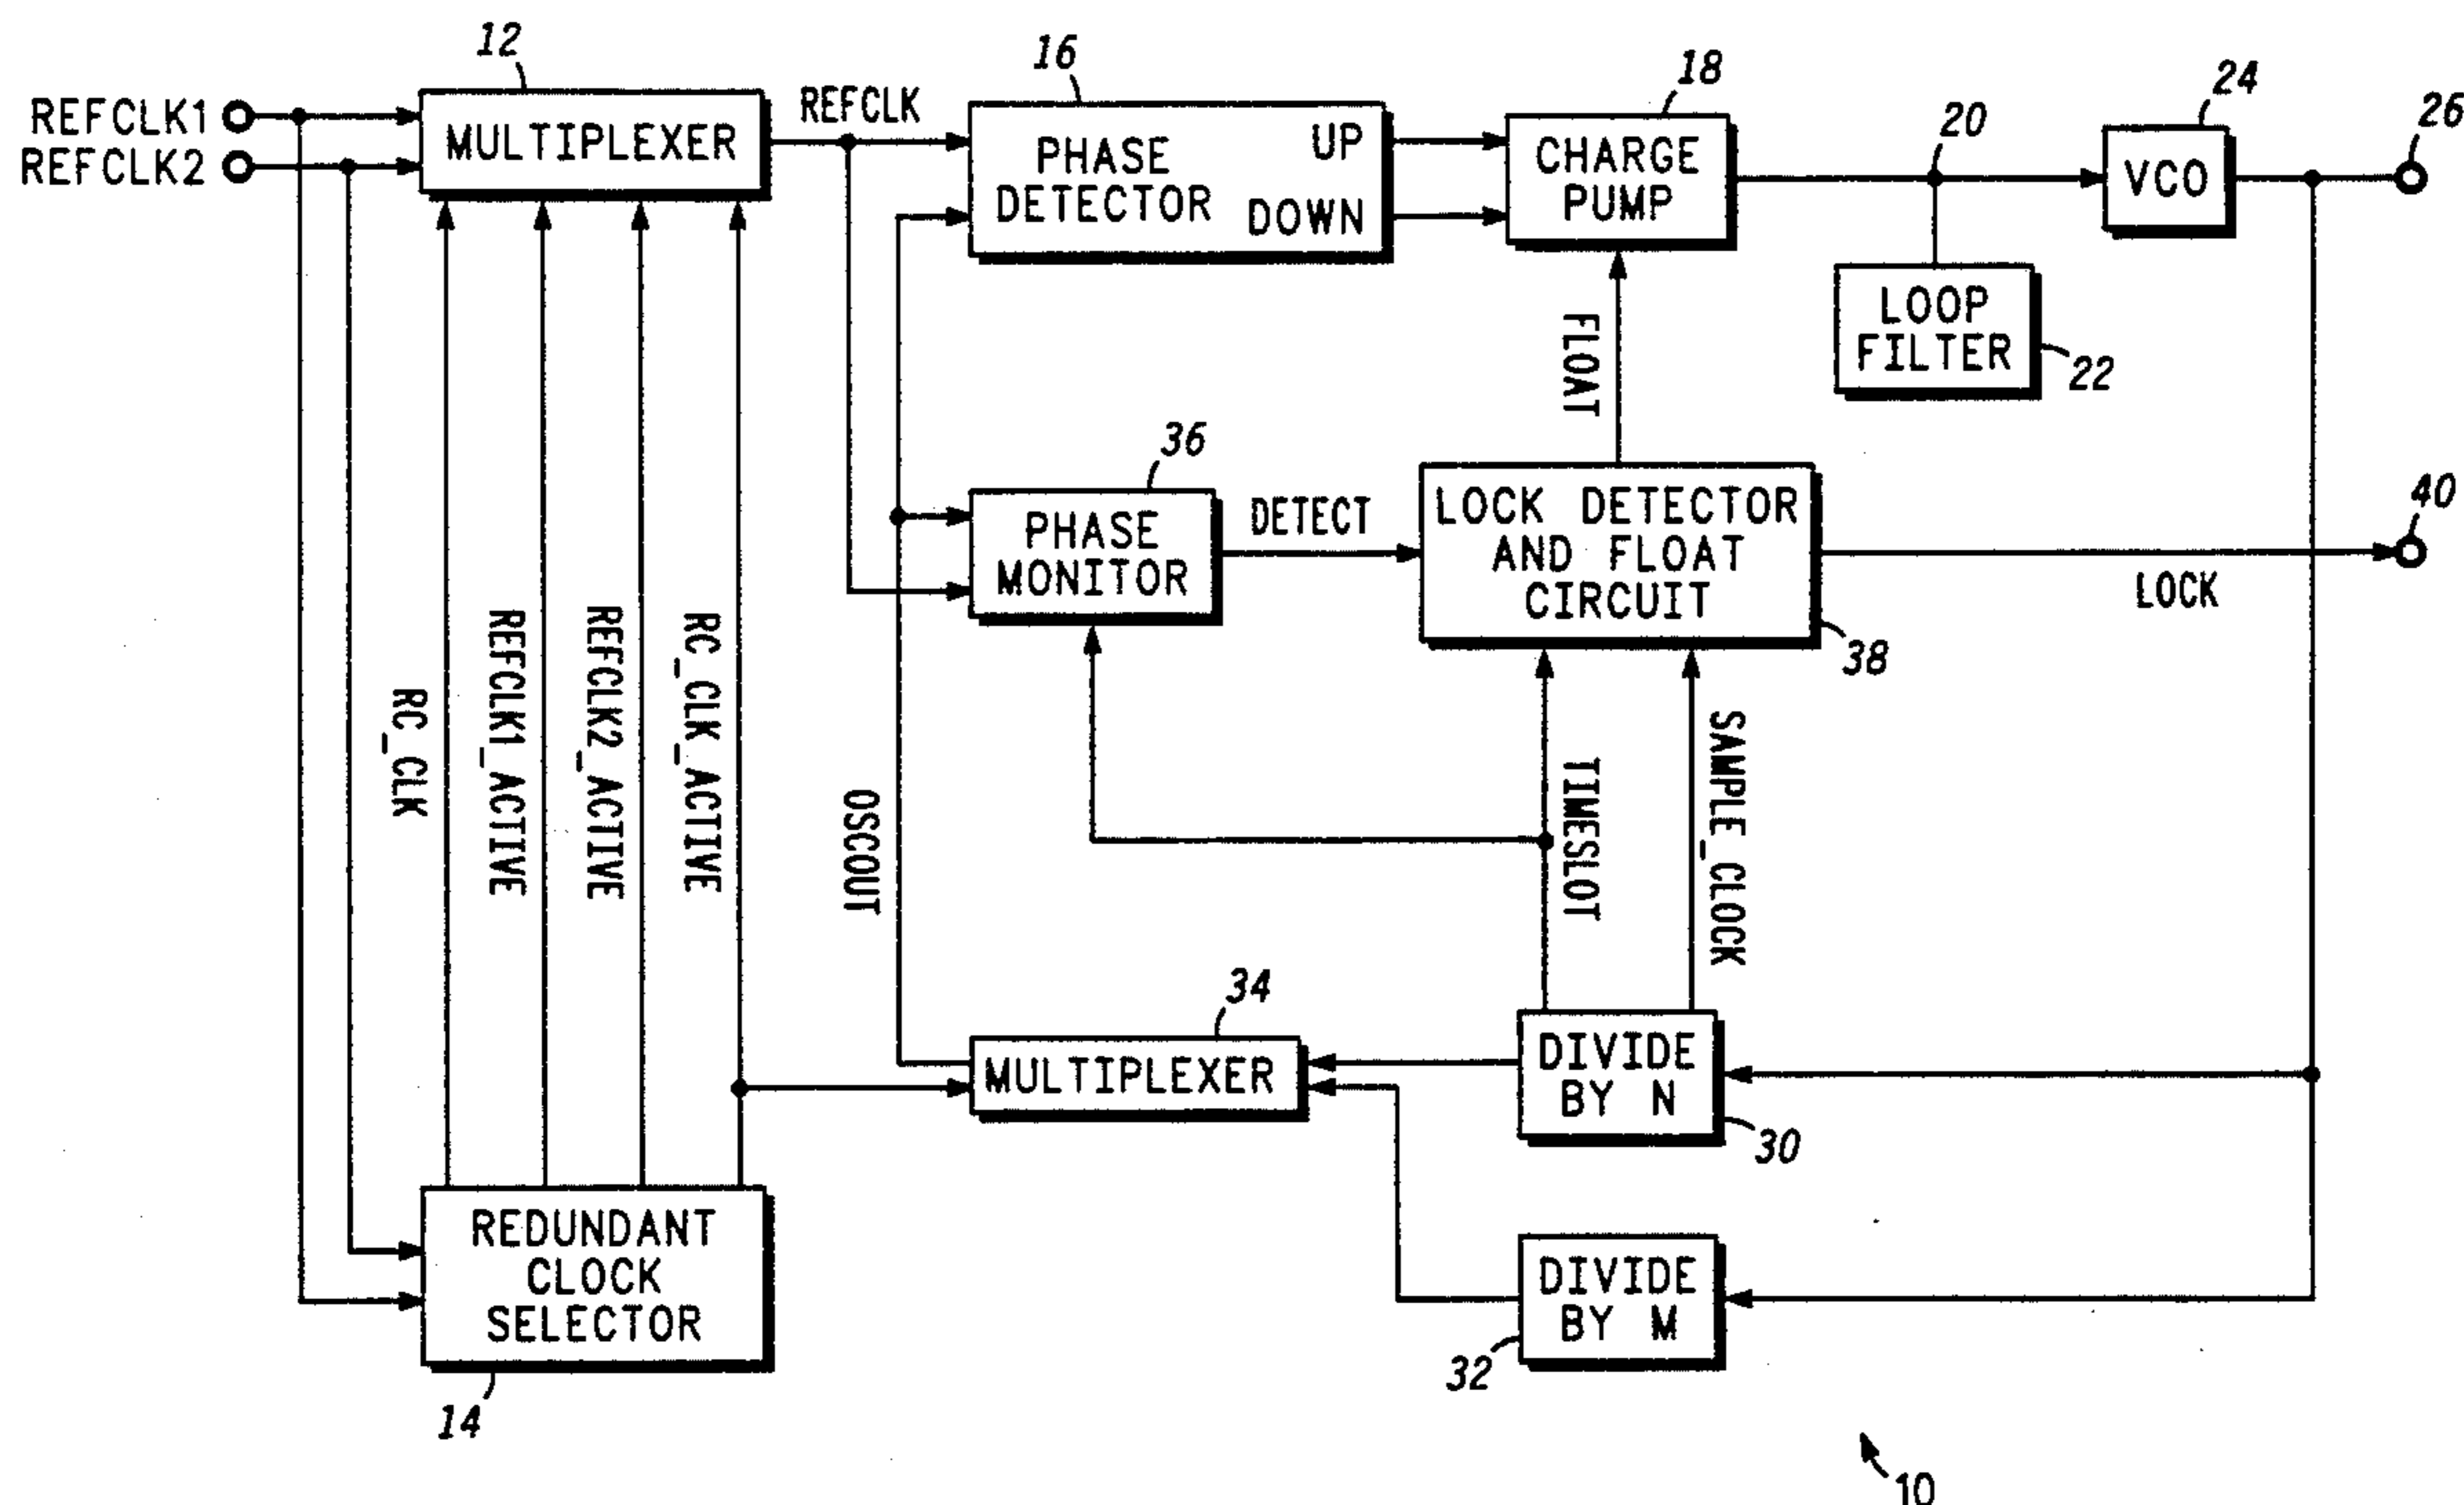 12
16
18
20
24
26
REFCLK1
REFCLK2
MULTIPLEXER
REFCLK
PHASE
DETECTOR
UP
DOWN
CHARGE
PUMP
VCO
LOOP
FILTER
22
FLOAT
36
PHASE
MONITOR
DETECT
LOCK DETECTOR
AND FLOAT
CIRCUIT
38
40
LOCK
RC_CLK
REFCLK1_ACTIVE
REFCLK2_ACTIVE
RC_CLK_ACTIVE
OSCOUT
TIMESLOT
SAMPLE_CLOCK
34
MULTIPLEXER
DIVIDE
BY N
30
REDUNDANT
CLOCK
SELECTOR
14
DIVIDE
BY M
32
10